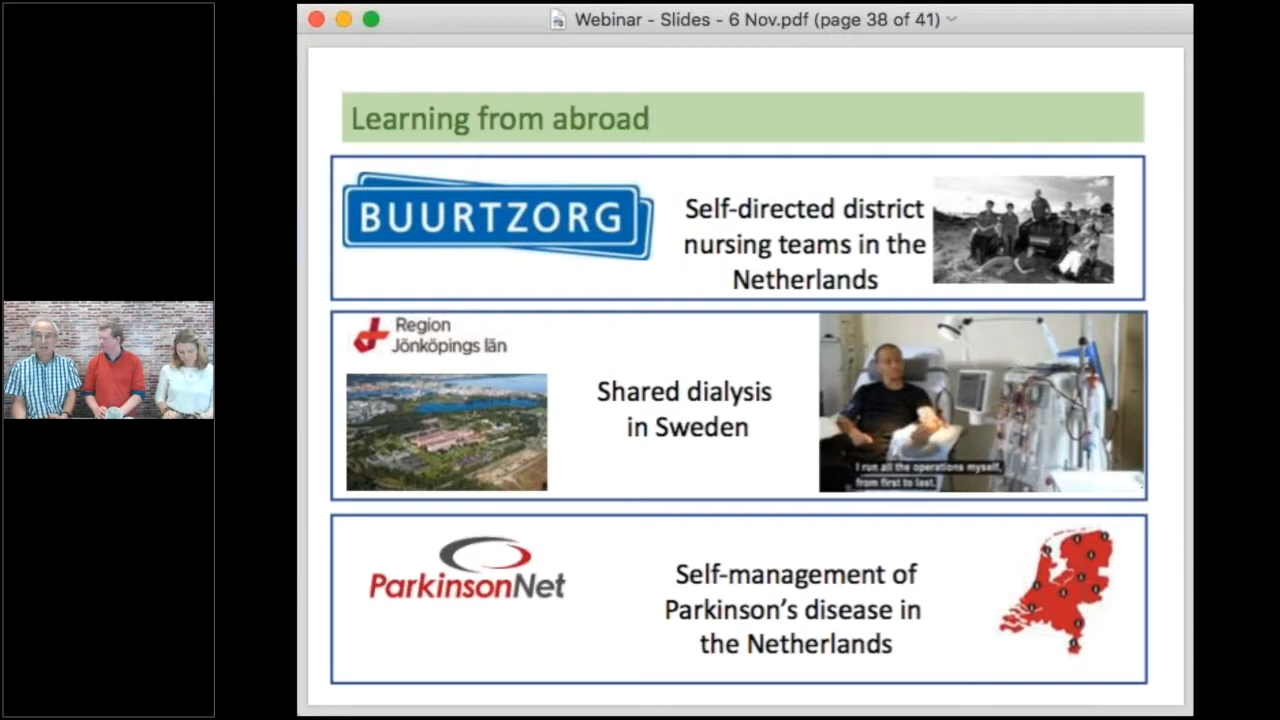 Webinar - Slides - 6 Nov.pdf (page 38 of 41)
Learning from abroad
BUURTZORG
Self-directed district
nursing teams in the
Netherlands
Region
Jönköpings län
Shared dialysis
in Sweden
I run all the operations myself,
from first to last.
ParkinsonNet
Self-management of
Parkinson’s disease in
the Netherlands